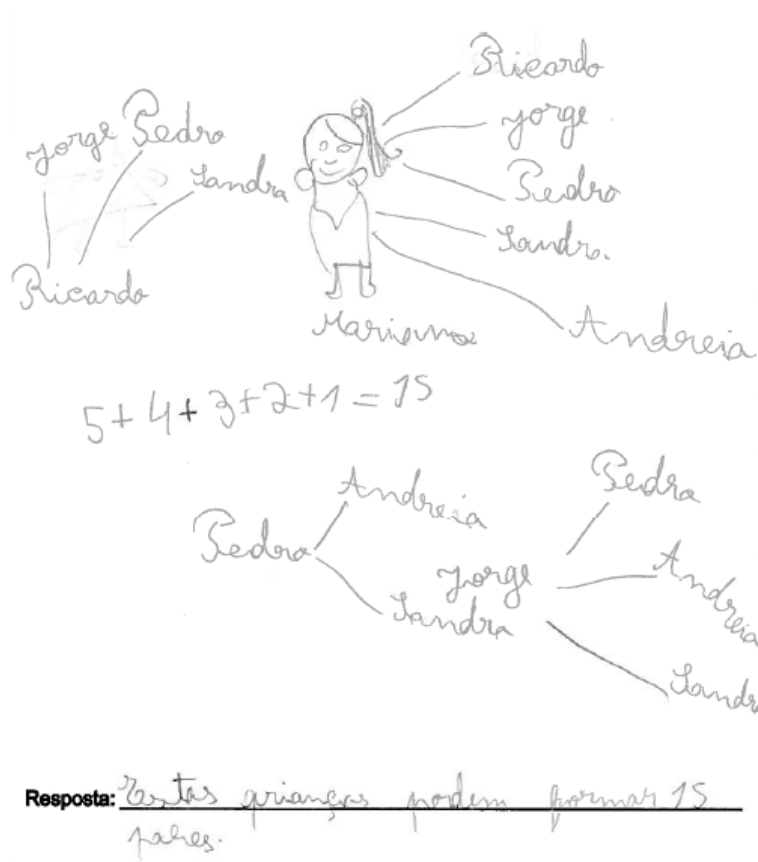 Ricardo
Jorge
Pedro
Sandra
Andreia
Mariana
Jorge Pedro
Sandra
Ricardo
5+4+3+2+1=15
Pedro
Andreia
Sandra
Jorge
Pedro
Andreia
Sandra
Resposta: Estas crianças podem formar 15
pares.